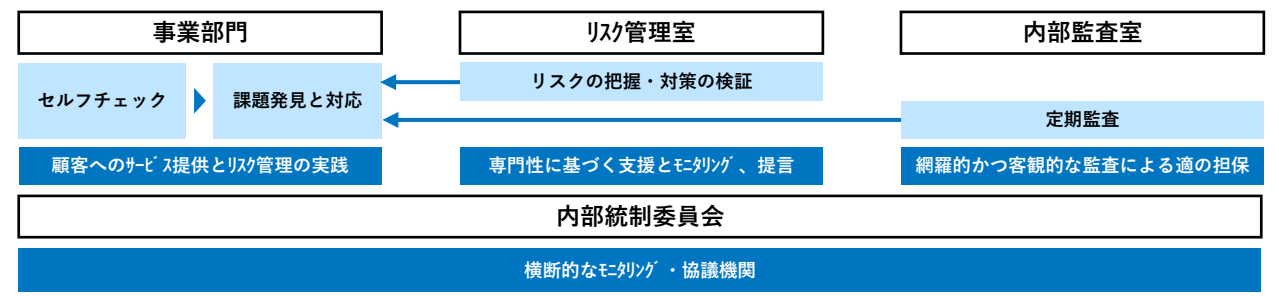 事業部門
ﾘｽｸ管理室
内部監査室
セルフチェック
課題発見と対応
リスクの把握・対策の検証
定期監査
顧客へのｻｰﾋﾞｽ提供とﾘｽｸ管理の実践
専門性に基づく支援とﾓﾆﾀﾘﾝｸﾞ、提言
網羅的かつ客観的な監査による適の担保
内部統制委員会
横断的なﾓﾆﾀﾘﾝｸﾞ・協議機関